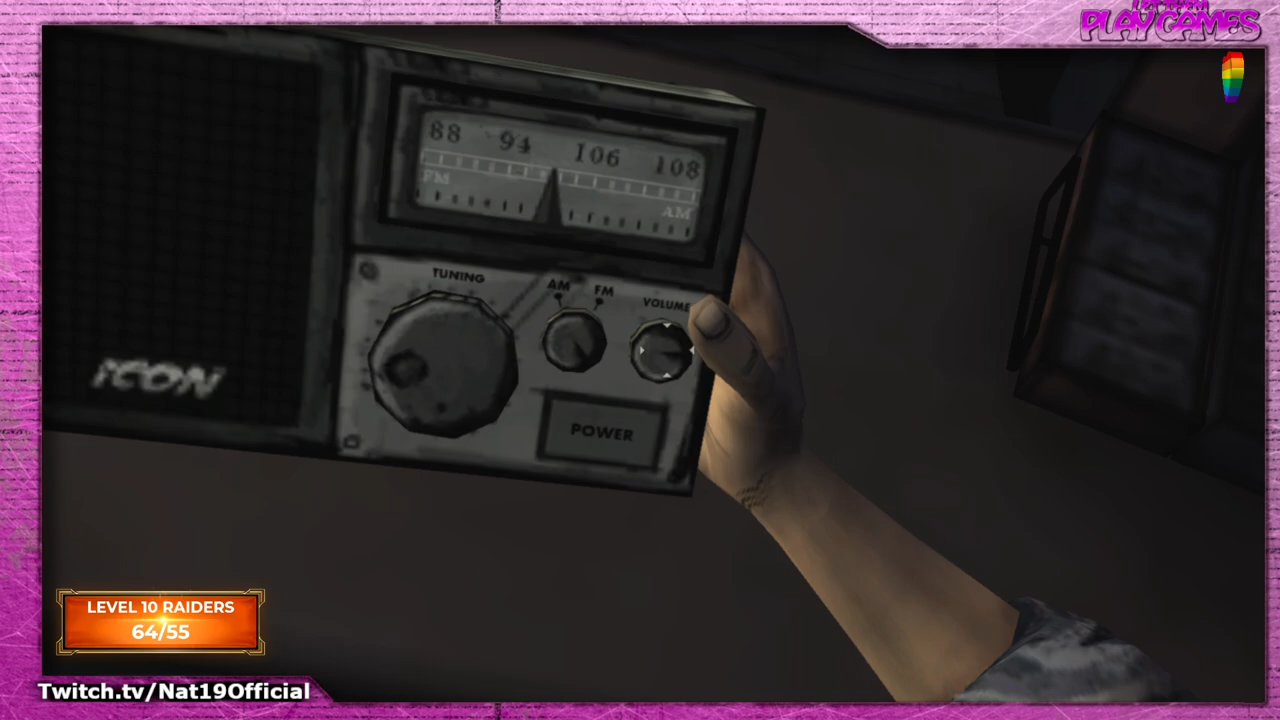 PLAY GAMES
88 94 106 108
FM
AM
TUNING
AM FM
VOLUME
iCON
POWER
LEVEL 10 RAIDERS
64/55
Twitch.tv/Nat19Official